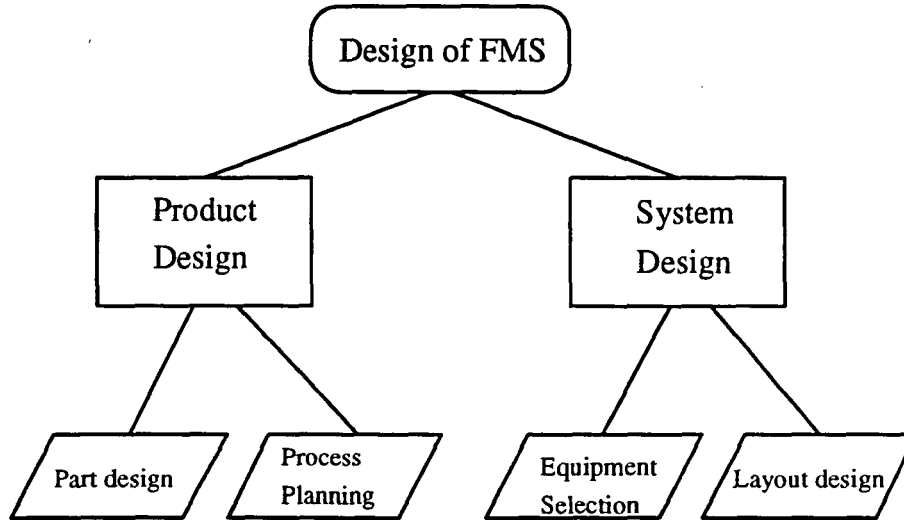 Design of FMS
Product
Design
System
Design
Part design
Process
Planning
Equipment
Selection
Layout design